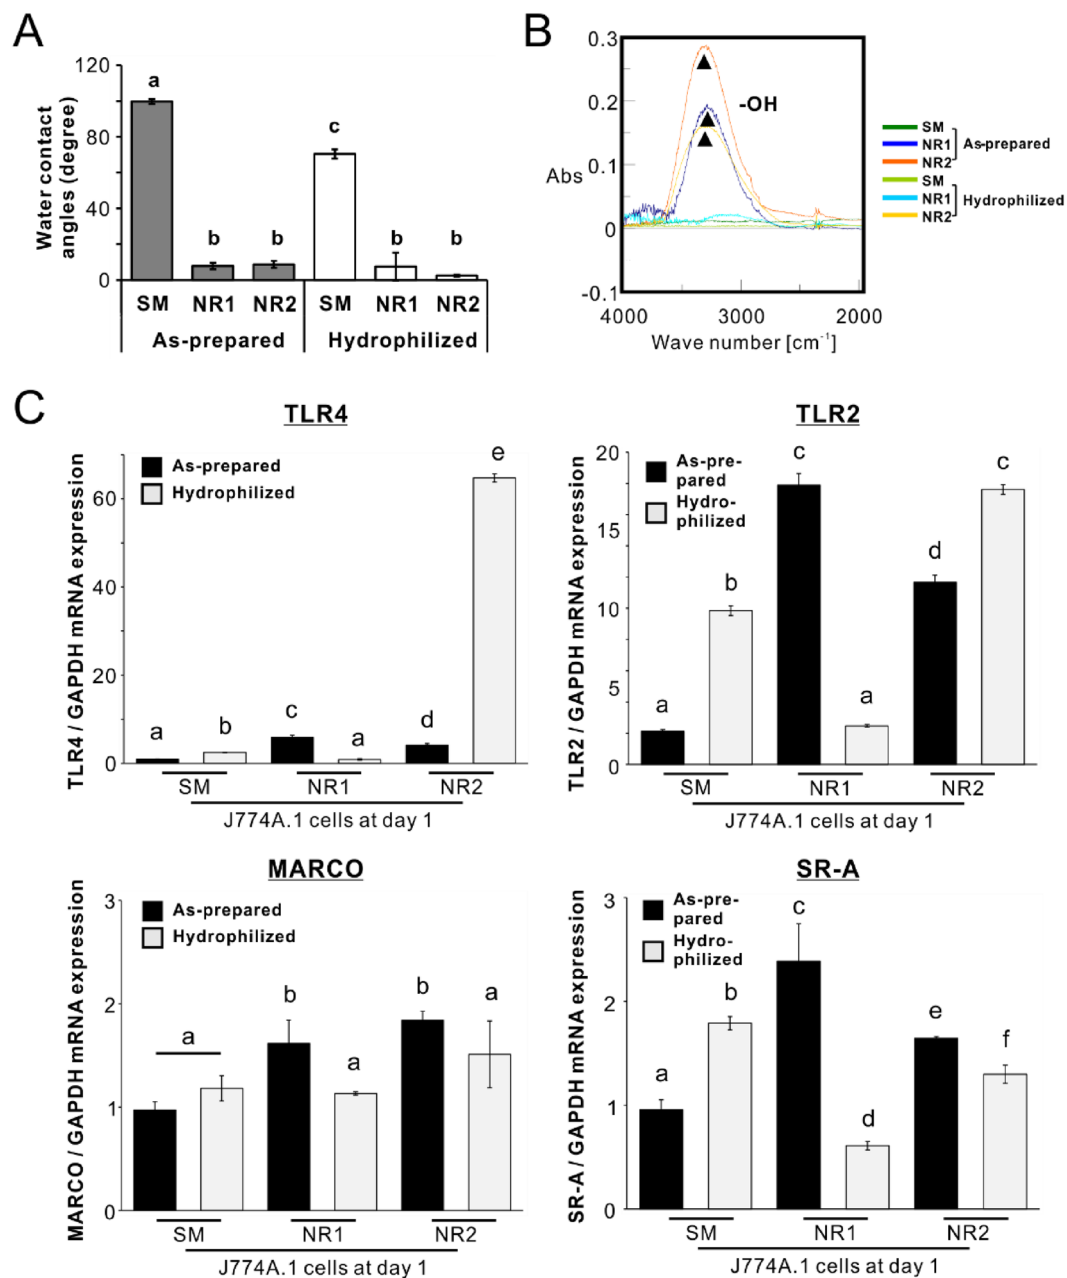 A
Water contact
angles (degree)
120
80
40
0
a
b
b
c
b
b
SM
NR1
NR2
SM
NR1
NR2
As-prepared
Hydrophilized
B
Abs
0.3
0.2
0.1
0
-0.1
-OH
4000
3000
2000
Wave number [cm⁻¹]
SM
NR1
NR2
As-prepared
SM
NR1
NR2
Hydrophilized
C
TLR4
TLR4 / GAPDH mRNA expression
60
40
20
0
As-prepared
Hydrophilized
a
b
c
a
d
e
SM
NR1
NR2
J774A.1 cells at day 1
TLR2
TLR2 / GAPDH mRNA expression
20
15
10
5
0
As-pre-
pared
Hydro-
philized
a
b
c
a
d
c
SM
NR1
NR2
J774A.1 cells at day 1
MARCO
MARCO / GAPDH mRNA expression
3
2
1
0
As-prepared
Hydrophilized
a
b
a
b
a
SM
NR1
NR2
J774A.1 cells at day 1
SR-A
SR-A / GAPDH mRNA expression
3
2
1
0
As-pre-
pared
Hydro-
philized
a
b
c
d
e
f
SM
NR1
NR2
J774A.1 cells at day 1